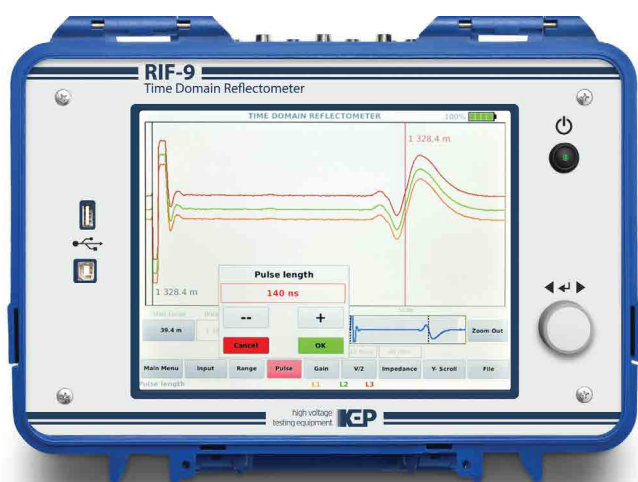 RIF-9
Time Domain Reflectometer
TIME DOMAIN REFLECTOMETER 100%
1 328.4 m
1 328.4 m
Pulse length
140 ns
-- +
Cancel OK
39.4 m
Scale
Zoom Out
Main Menu Input Range Pulse Gain V/2 Impedance Y- Scroll File
Pulse length L1 L2 L3
high voltage
testing equipment KEP